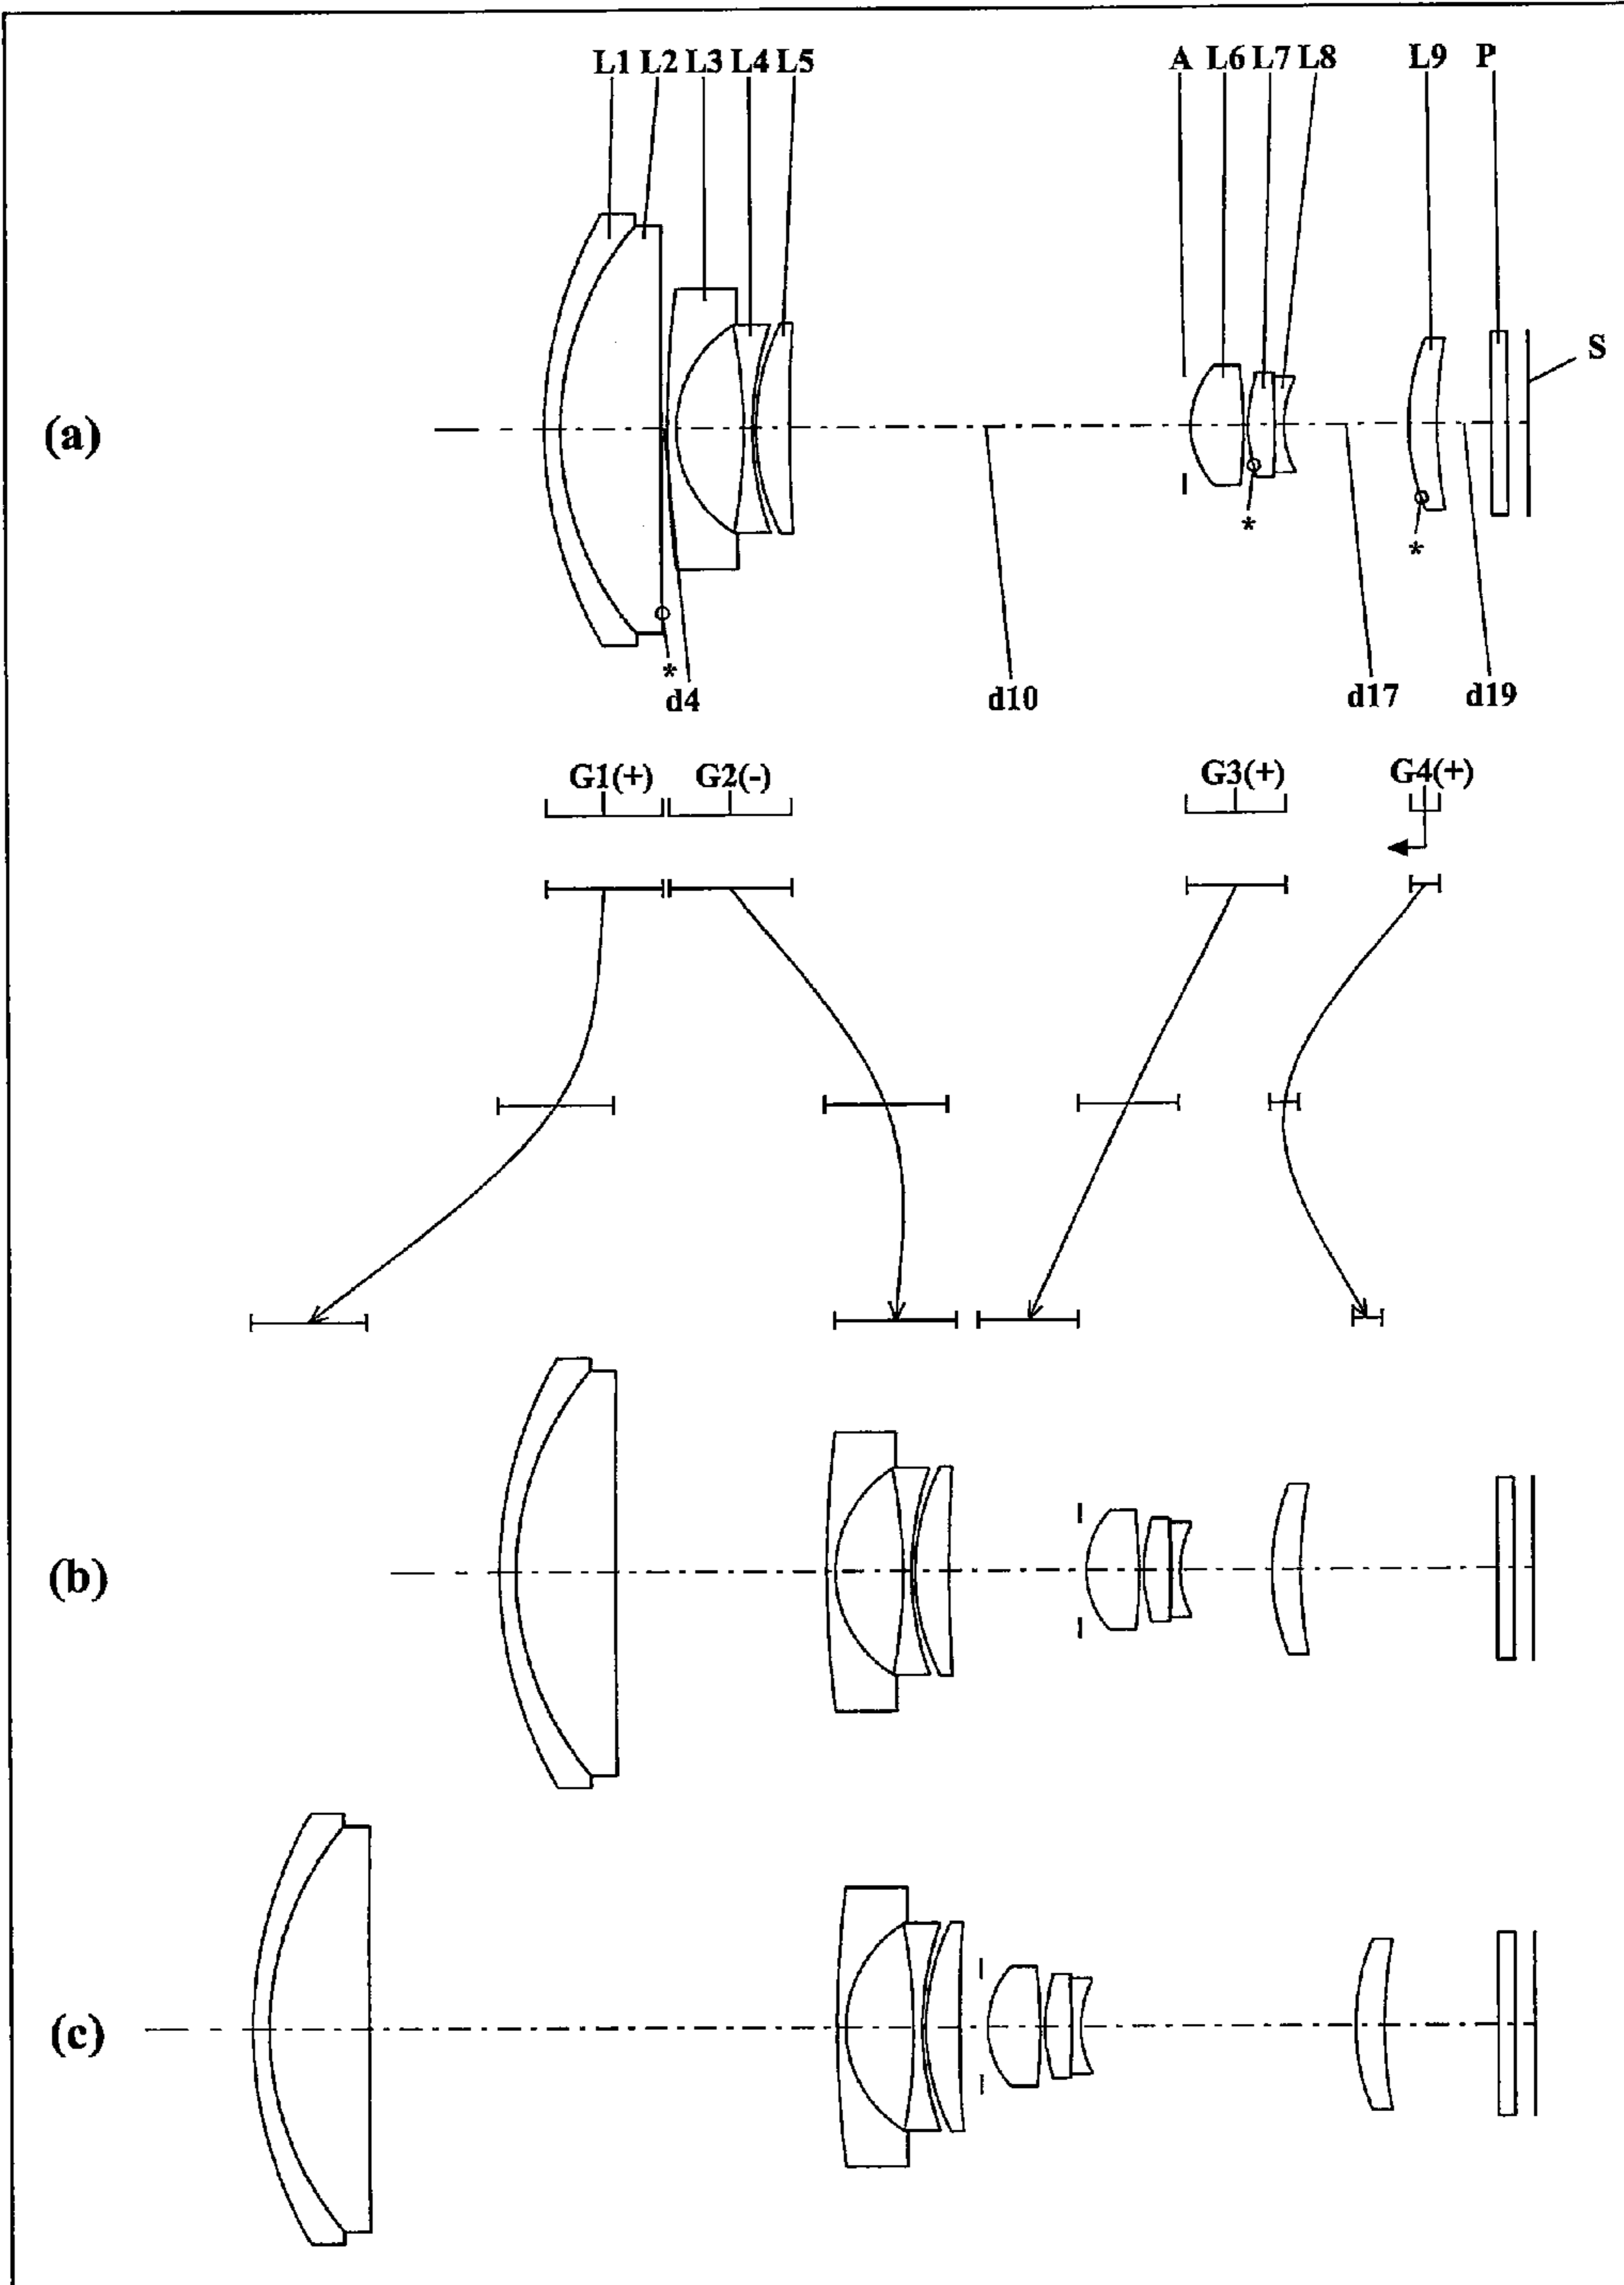 L1 L2 L3 L4 L5 A L6 L7 L8 L9 P
S
(a)
*
*
*
d4 d10 d17 d19
G1(+) G2(-) G3(+) G4(+)
(b)
(c)